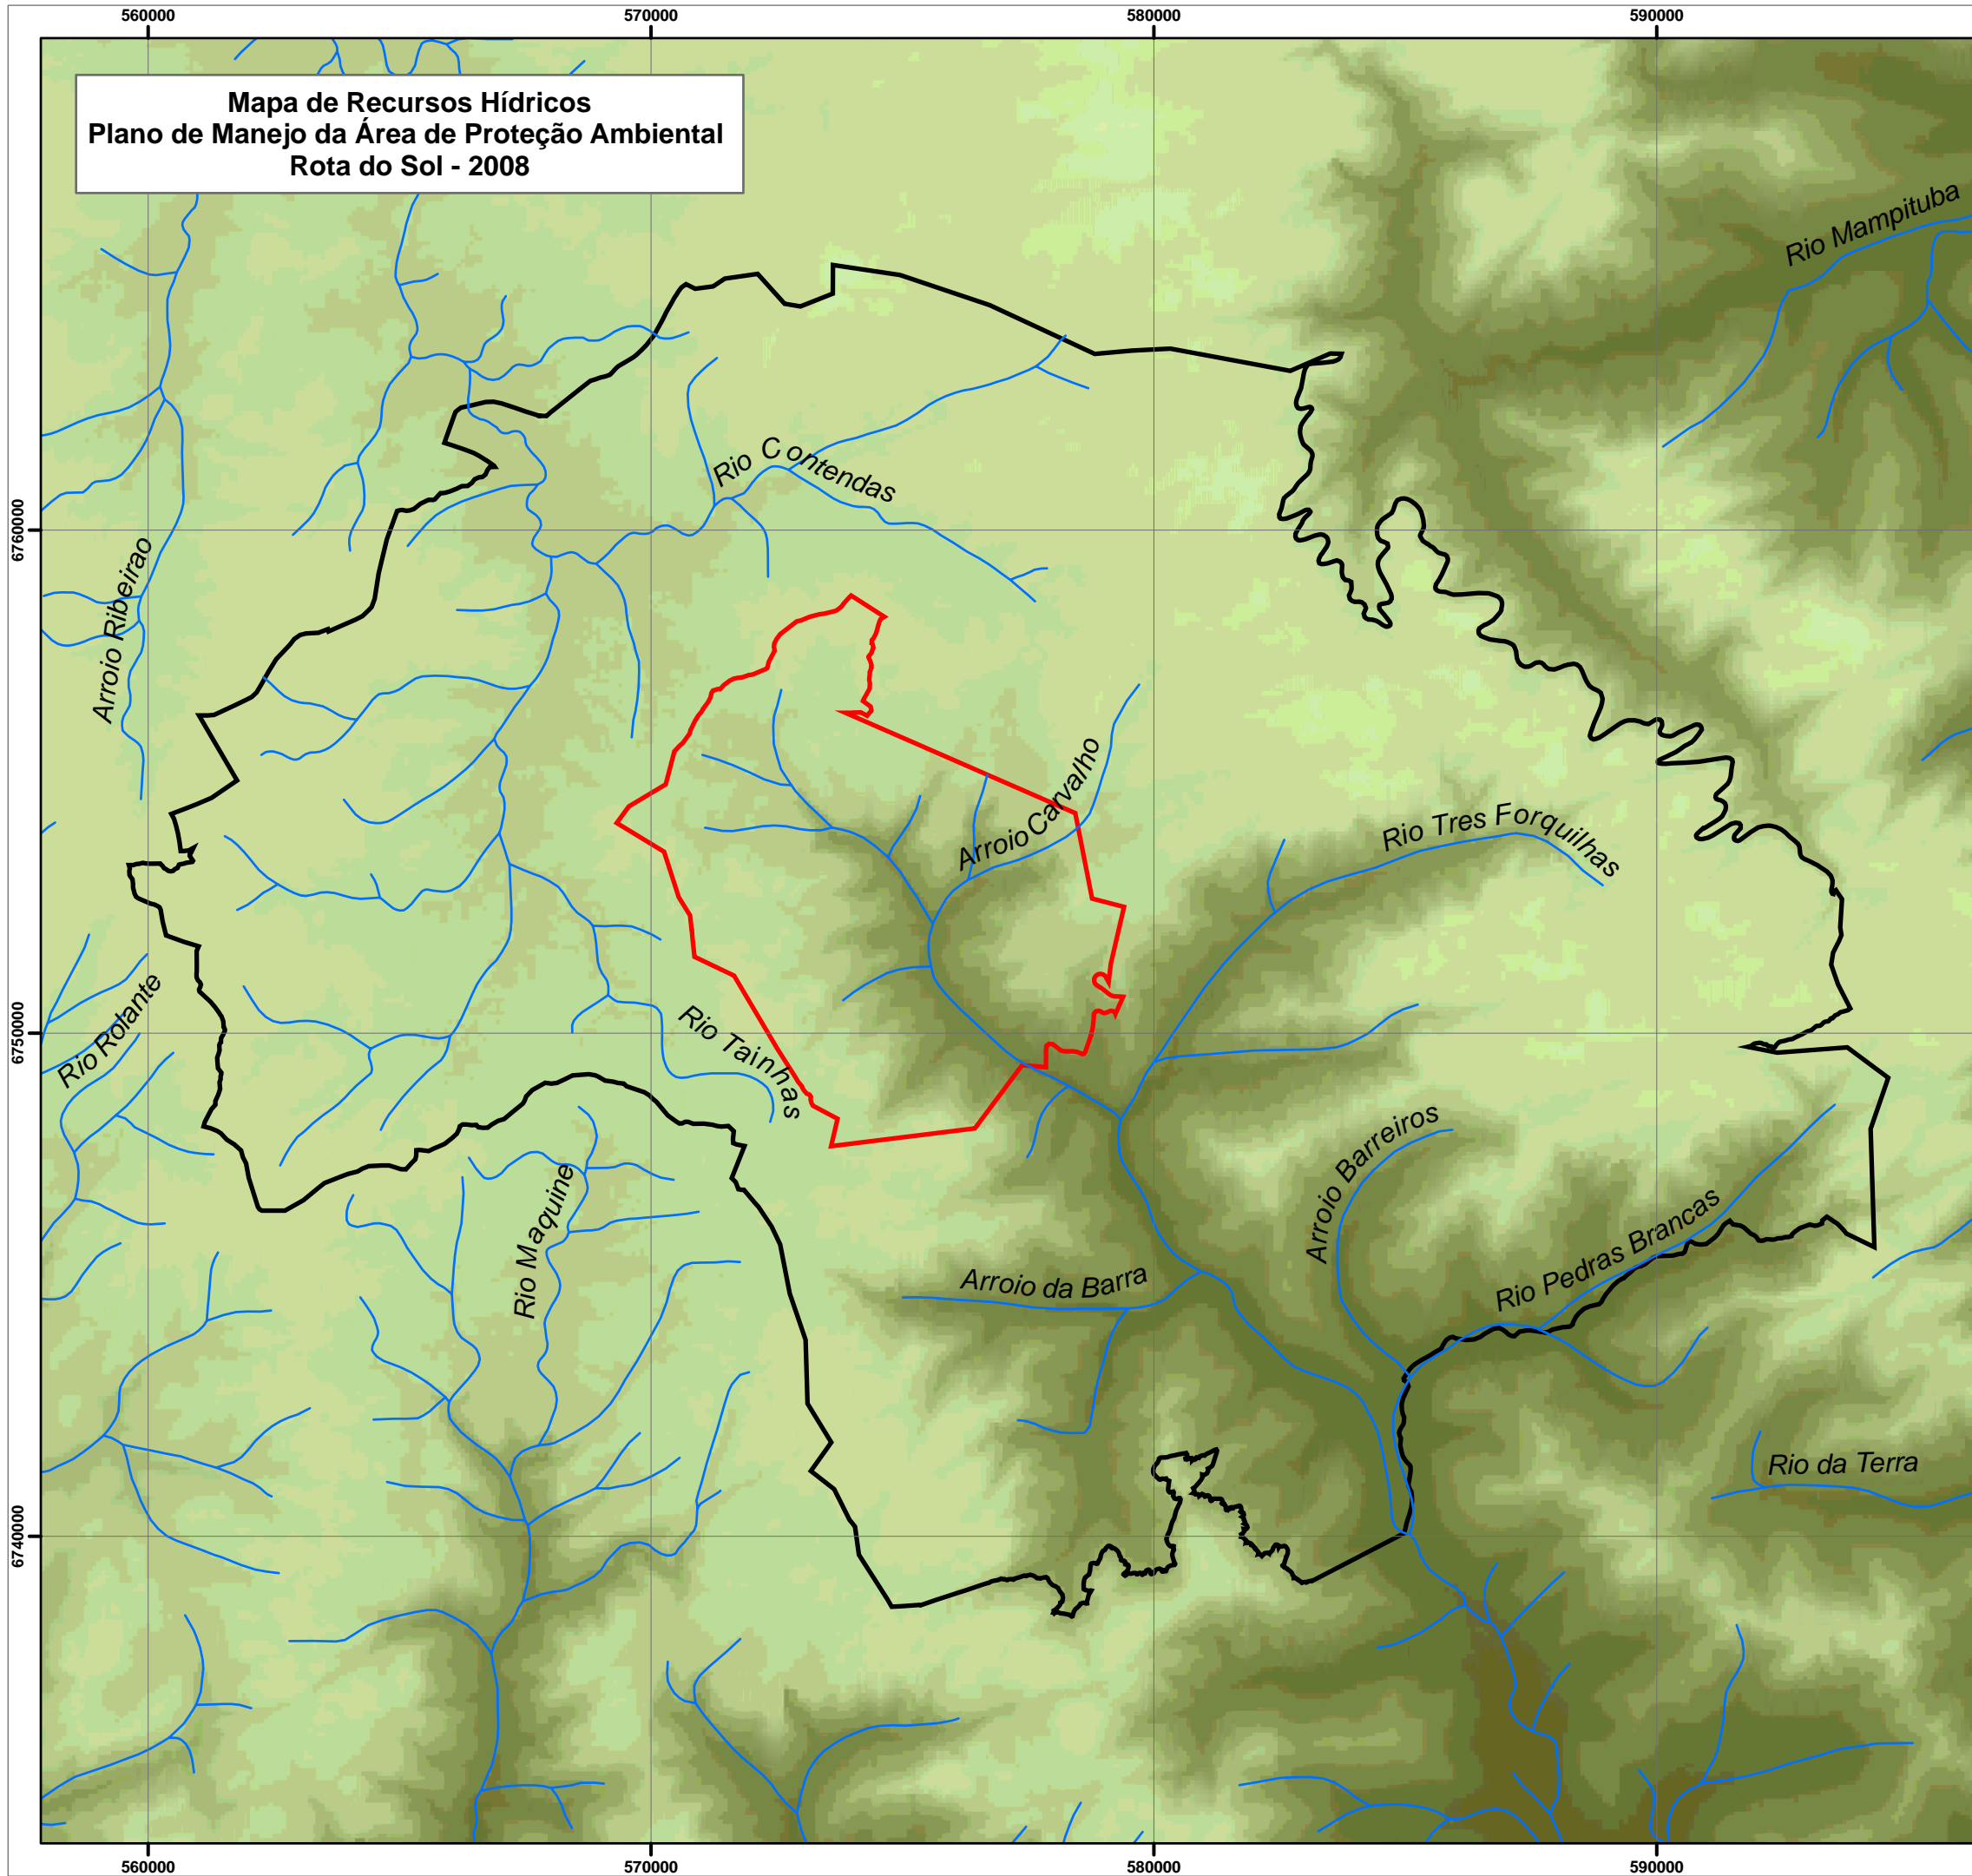 560000
570000
580000
590000
Mapa de Recursos Hídricos
Plano de Manejo da Área de Proteção Ambiental
Rota do Sol - 2008
Rio Mampituba
Rio Contendas
6760000
Arroio Ribeirao
Arroio Carvalho
Rio Tres Forquilhas
Rio Rolante
6750000
Rio Tainhas
Arroio Barreiros
Rio Maquine
Rio Pedras Brancas
Arroio da Barra
Rio da Terra
6740000
560000
570000
580000
590000